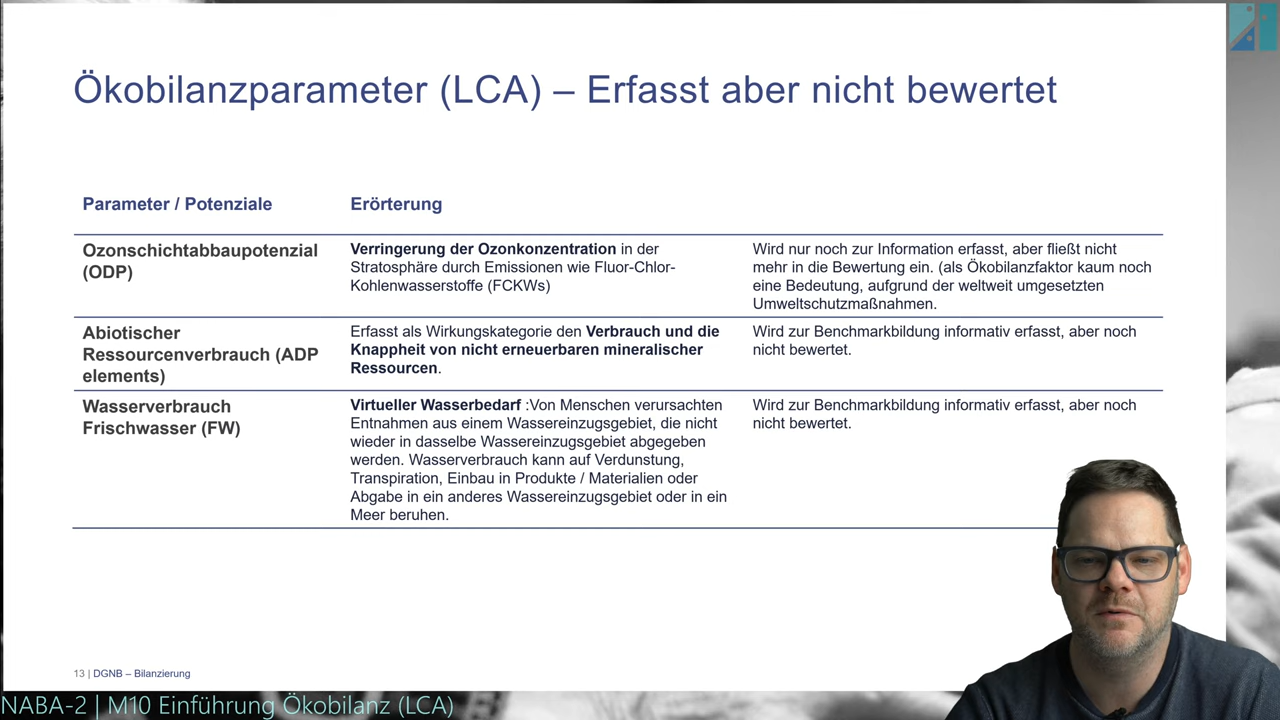 Ökobilanzparameter (LCA) – Erfasst aber nicht bewertet
Parameter / Potenziale
Erörterung
Ozonschichtabbaupotenzial
(ODP)
Verringerung der Ozonkonzentration in der
Stratosphäre durch Emissionen wie Fluor-Chlor-
Kohlenwasserstoffe (FCKWs)
Wird nur noch zur Information erfasst, aber fließt nicht
mehr in die Bewertung ein. (als Ökobilanzfaktor kaum noch
eine Bedeutung, aufgrund der weltweit umgesetzten
Umweltschutzmaßnahmen.
Abiotischer
Ressourcenverbrauch (ADP
elements)
Erfasst als Wirkungskategorie den Verbrauch und die
Knappheit von nicht erneuerbaren mineralischer
Ressourcen.
Wird zur Benchmarkbildung informativ erfasst, aber noch
nicht bewertet.
Wasserverbrauch
Frischwasser (FW)
Virtueller Wasserbedarf :Von Menschen verursachten
Entnahmen aus einem Wassereinzugsgebiet, die nicht
wieder in dasselbe Wassereinzugsgebiet abgegeben
werden. Wasserverbrauch kann auf Verdunstung,
Transpiration, Einbau in Produkte / Materialien oder
Abgabe in ein anderes Wassereinzugsgebiet oder in ein
Meer beruhen.
Wird zur Benchmarkbildung informativ erfasst, aber noch
nicht bewertet.
13 | DGNB – Bilanzierung
NABA-2 | M10 Einführung Ökobilanz (LCA)